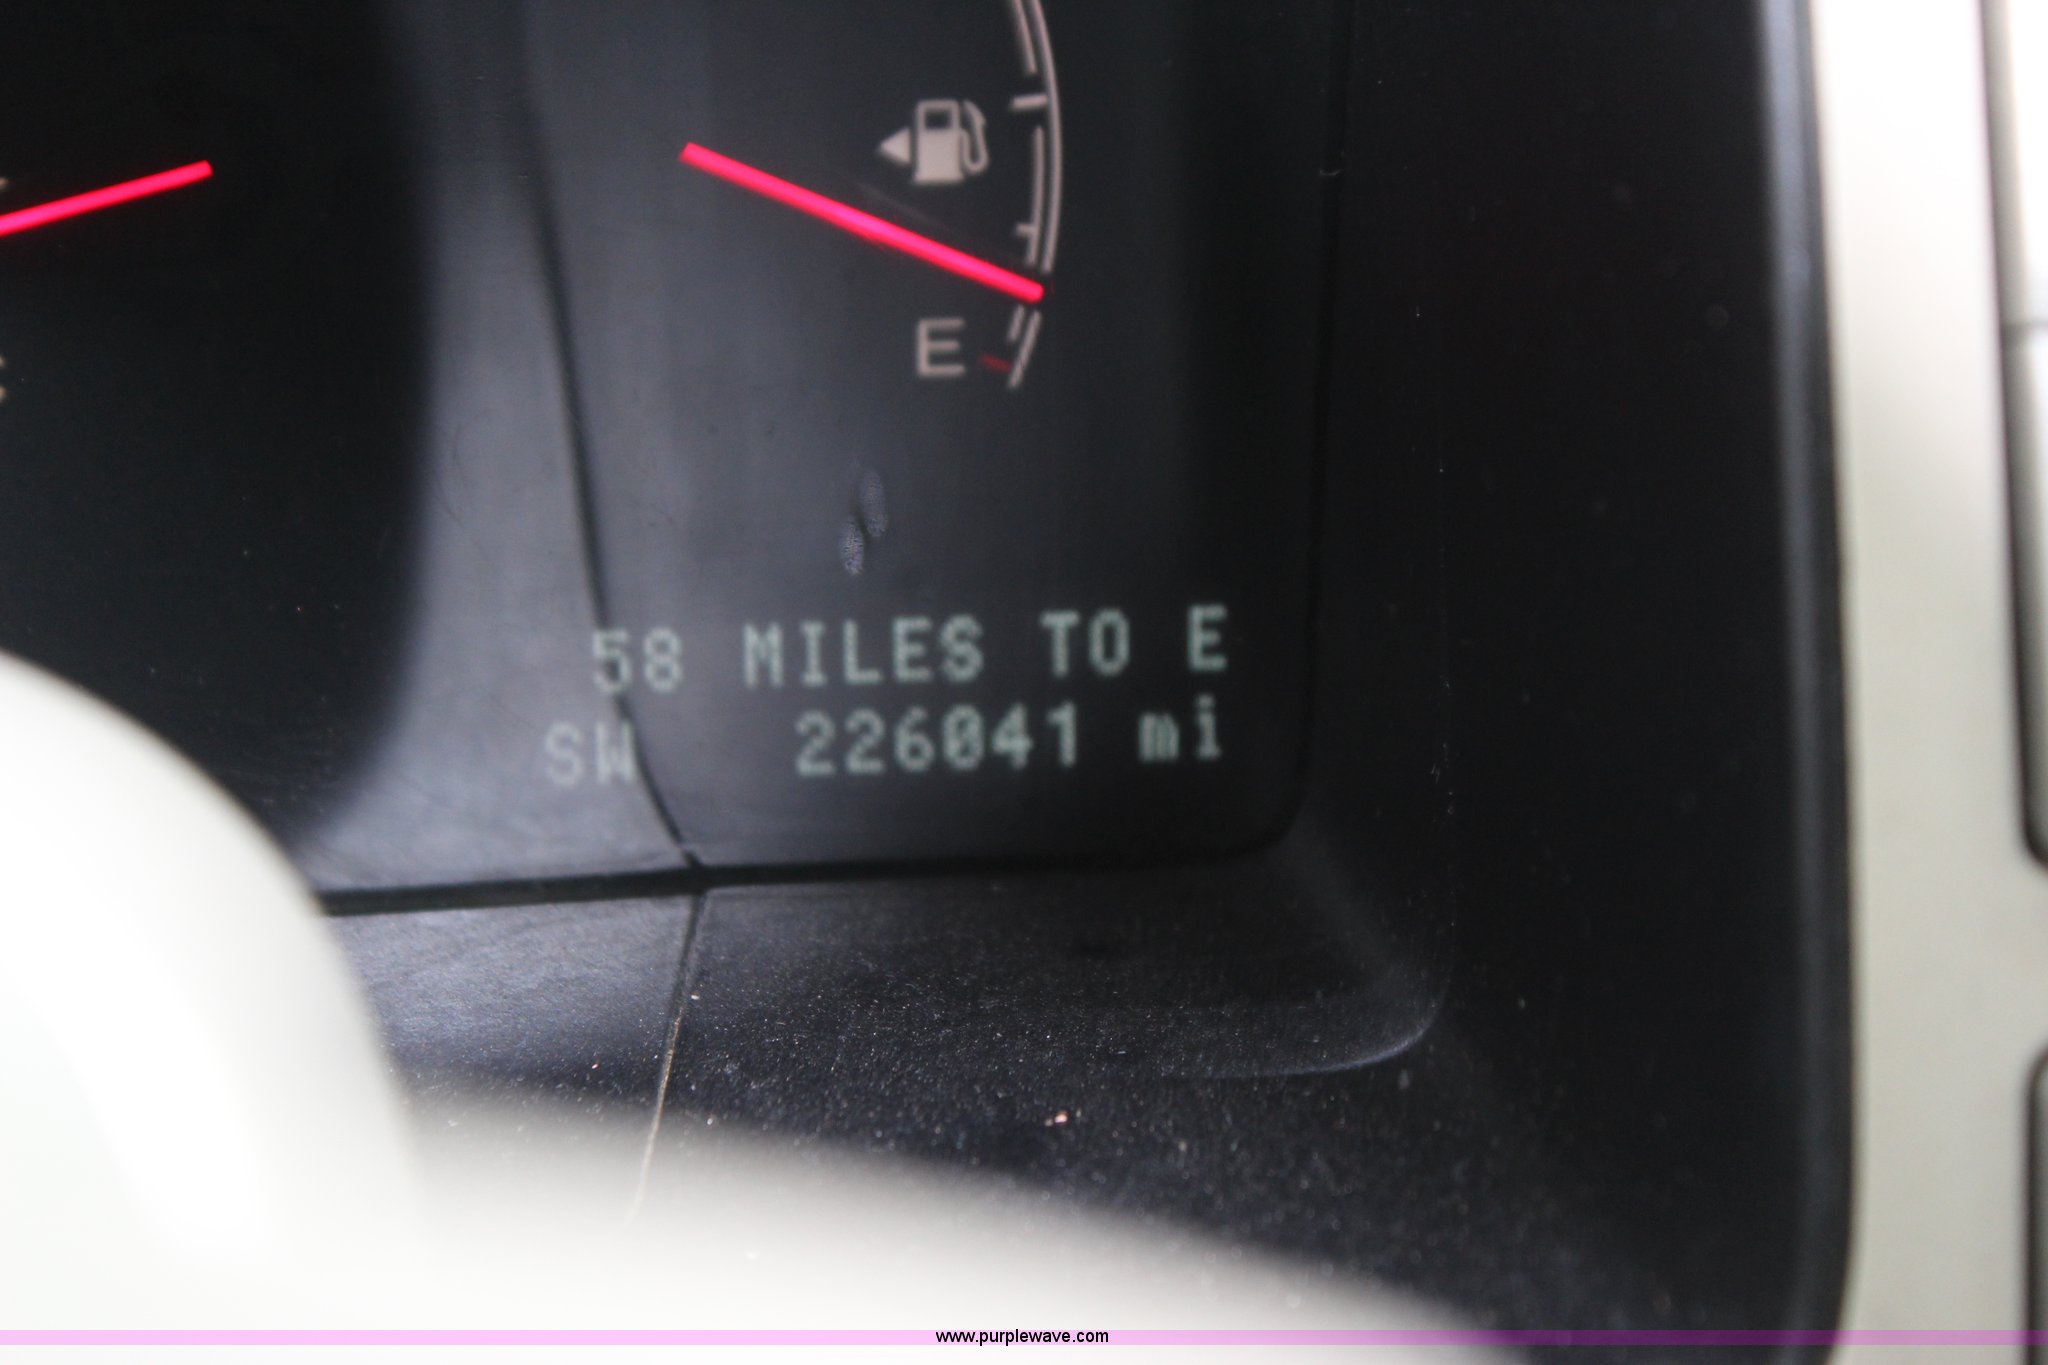 E
58 MILES TO E
SW 226041 mi
www.purplewave.com